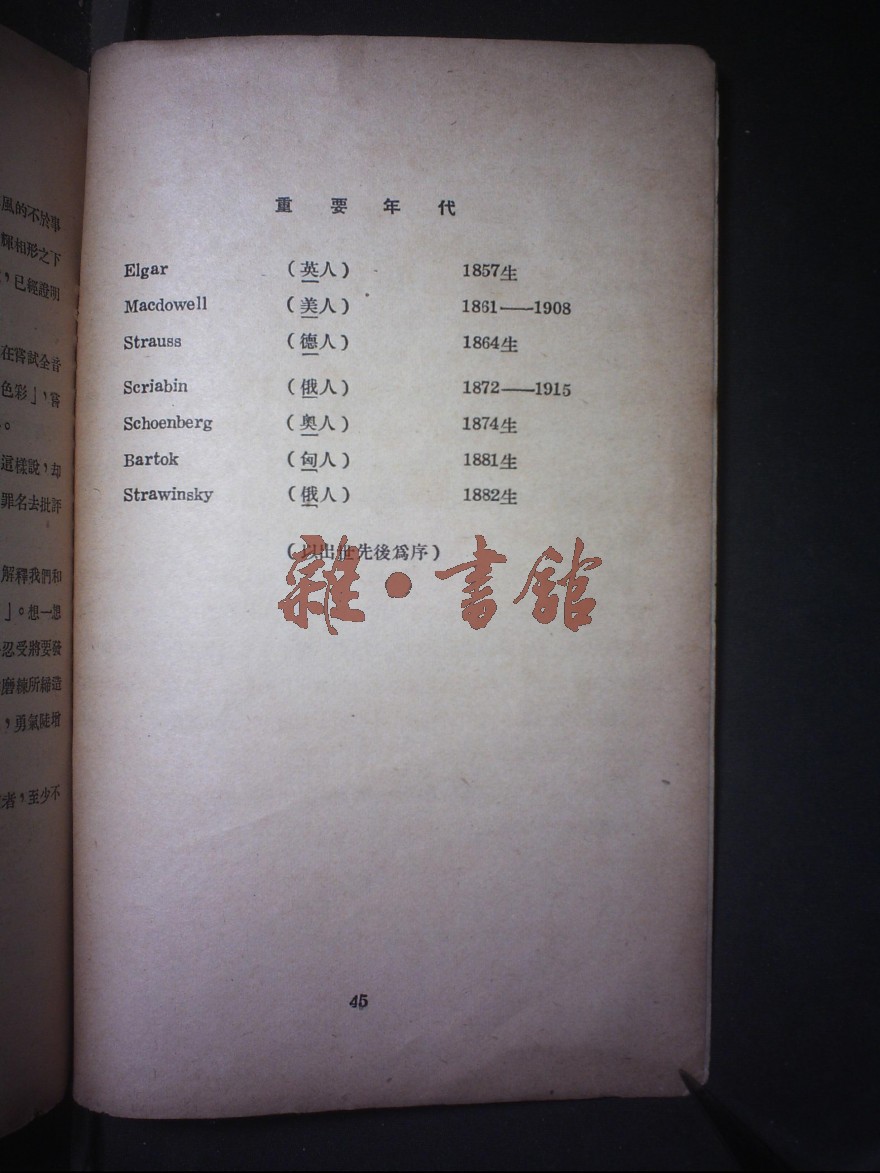 風的不於事
輝相形之下
，已經證明
在嘗試全音
色彩」，嘗
。
這樣說，却
罪名去批評
解釋我們和
」。想一想
忍受將要發
磨練所締造
，勇氣陡增
者，至少不
重要年代
Elgar （英人） 1857生
Macdowell （美人） 1861——1908
Strauss （德人） 1864生
Scriabin （俄人） 1872——1915
Schoenberg （奧人） 1874生
Bartok （匈人） 1881生
Strawinsky （俄人） 1882生
（以出世先後爲序）
雜·書館
45